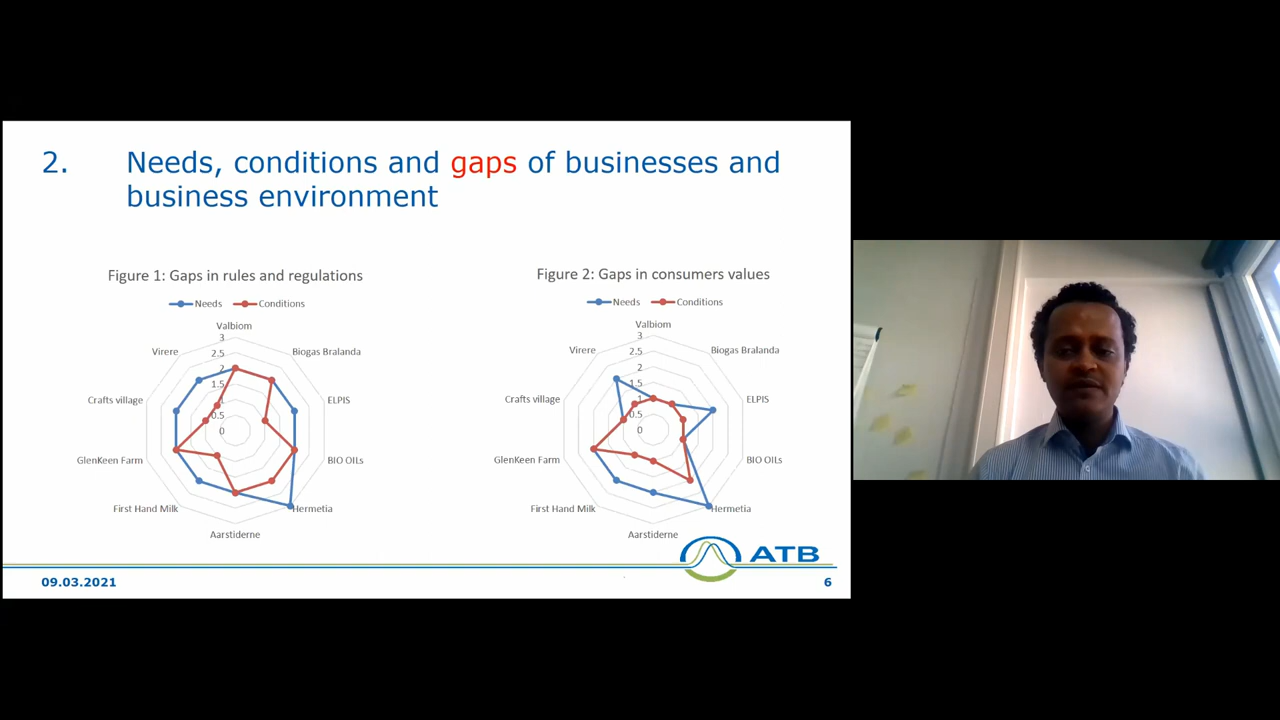 2. Needs, conditions and gaps of businesses and
business environment
Figure 1: Gaps in rules and regulations
Needs Conditions
Valbiom
Biogas Bralanda
ELPIS
BIO OILs
Hermetia
Aarstiderne
First Hand Milk
GlenKeen Farm
Crafts village
Virere
3
2.5
2
1.5
1
0.5
0
Figure 2: Gaps in consumers values
Needs Conditions
Valbiom
Biogas Bralanda
ELPIS
BIO OILs
Hermetia
Aarstiderne
First Hand Milk
GlenKeen Farm
Crafts village
Virere
3
2.5
2
1.5
1
0.5
0
ATB
09.03.2021
6